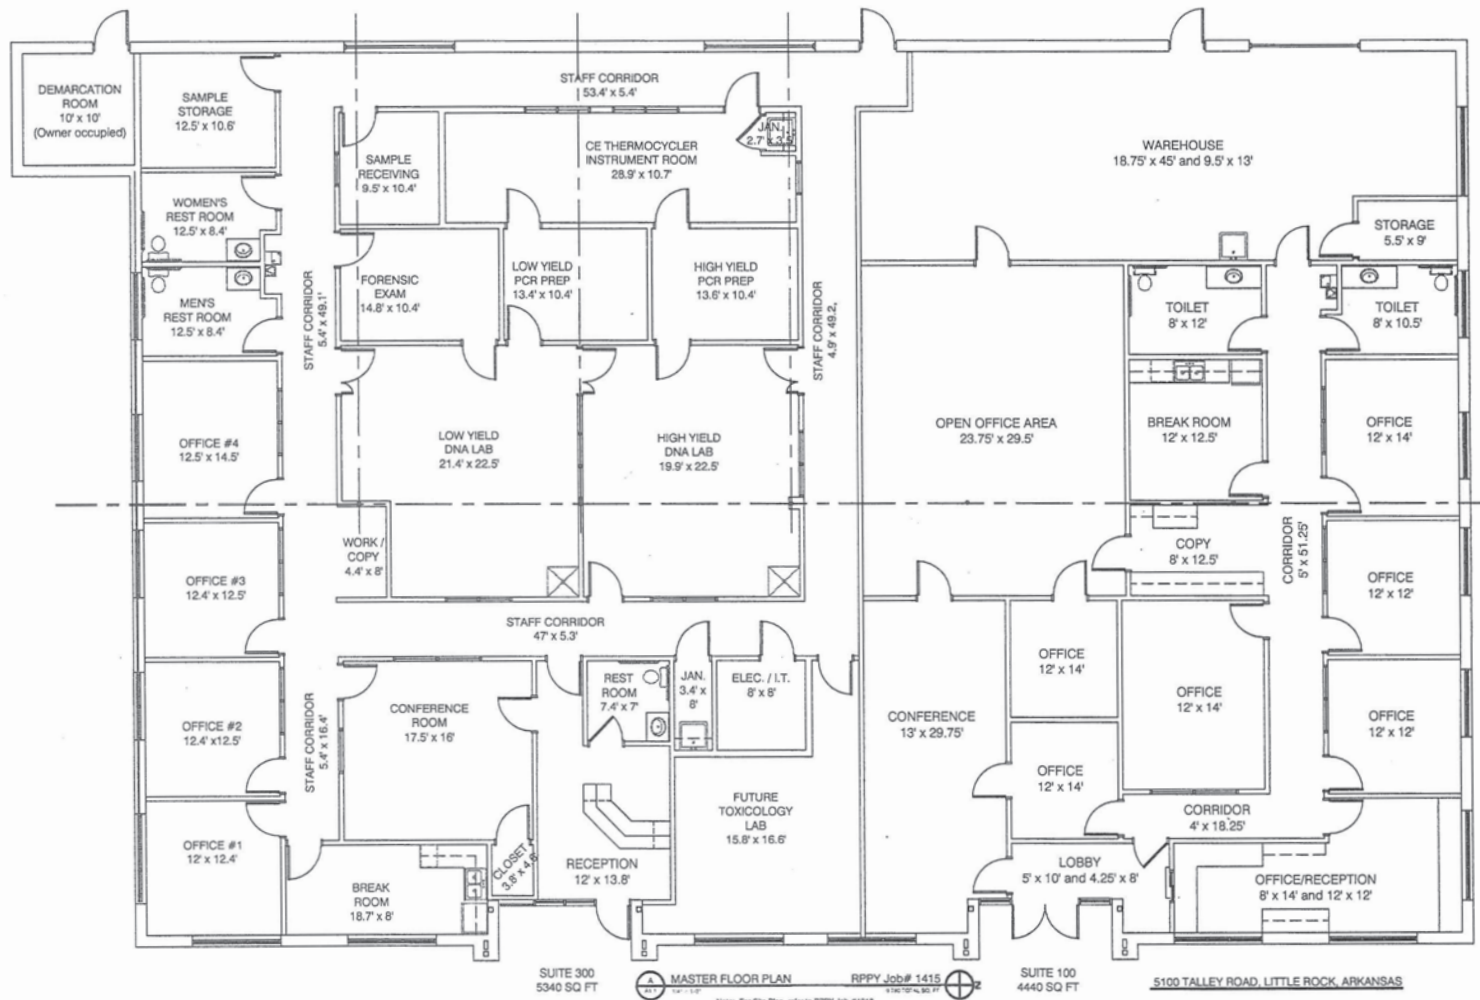 DEMARCATION
ROOM
10' x 10'
(Owner occupied)
SAMPLE
STORAGE
12.5' x 10.6'
STAFF CORRIDOR
53.4' x 5.4'
SAMPLE
RECEIVING
9.5' x 10.4'
CE THERMOCYCLER
INSTRUMENT ROOM
28.9' x 10.7'
JAN.
WAREHOUSE
18.75' x 45' and 9.5' x 13'
STORAGE
5.5' x 9'
WOMEN'S
REST ROOM
12.5' x 8.4'
MEN'S
REST ROOM
12.5' x 8.4'
STAFF CORRIDOR
5.4' x 49.1'
FORENSIC
EXAM
14.8' x 10.4'
LOW YIELD
PCR PREP
13.4' x 10.4'
HIGH YIELD
PCR PREP
13.6' x 10.4'
STAFF CORRIDOR
4.9' x 49.2,
TOILET
8' x 12'
TOILET
8' x 10.5'
OFFICE #4
12.5' x 14.5'
LOW YIELD
DNA LAB
21.4' x 22.5'
HIGH YIELD
DNA LAB
19.9' x 22.5'
OPEN OFFICE AREA
23.75' x 29.5'
BREAK ROOM
12' x 12.5'
OFFICE
12' x 14'
WORK /
COPY
4.4' x 8'
COPY
8' x 12.5'
CORRIDOR
5' x 51.25'
OFFICE #3
12.4' x 12.5'
OFFICE
12' x 12'
STAFF CORRIDOR
47' x 5.3'
OFFICE #2
12.4' x12.5'
STAFF CORRIDOR
5.4' x 16.4'
CONFERENCE
ROOM
17.5' x 16'
REST
ROOM
7.4' x 7'
JAN.
3.4' x
8'
ELEC. / I.T.
8' x 8'
CONFERENCE
13' x 29.75'
OFFICE
12' x 14'
OFFICE
12' x 14'
OFFICE
12' x 12'
OFFICE
12' x 14'
OFFICE #1
12' x 12.4'
FUTURE
TOXICOLOGY
LAB
15.8' x 16.6'
CORRIDOR
4' x 18.25'
BREAK
ROOM
18.7' x 8'
CLOSET
RECEPTION
12' x 13.8'
LOBBY
5' x 10' and 4.25' x 8'
OFFICE/RECEPTION
8' x 14' and 12' x 12'
SUITE 300
5340 SQ FT
A
MASTER FLOOR PLAN
RPPY Job# 1415
SUITE 100
4440 SQ FT
5100 TALLEY ROAD, LITTLE ROCK, ARKANSAS